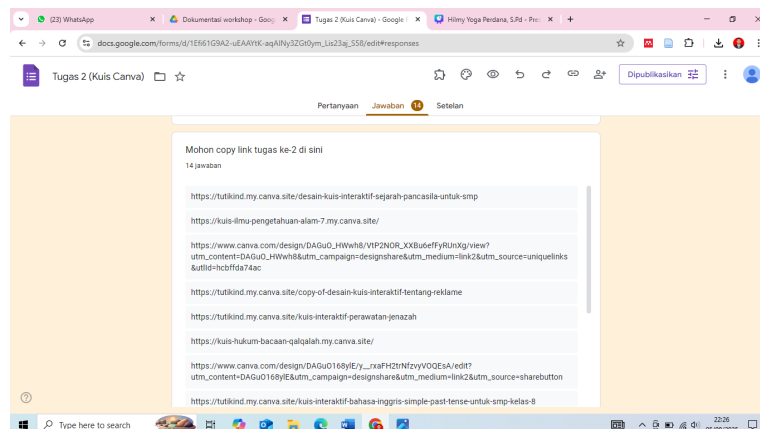 (23) WhatsApp
Dokumentasi workshop - Goog
Tugas 2 (Kuis Canva) - Google F
Hilmy Yoga Perdana, S.Pd - Pre
docs.google.com/forms/d/1Efi61G9A2-uEAAYtK-aqAINy3ZGt0ym_Lis23aj_S58/edit#responses
Tugas 2 (Kuis Canva)
Dipublikasikan
Pertanyaan
Jawaban 14
Setelan
Mohon copy link tugas ke-2 di sini
14 jawaban
https://tutikind.my.canva.site/desain-kuis-interaktif-sejarah-pancasila-untuk-smp
https://kuis-ilmu-pengetahuan-alam-7.my.canva.site/
https://www.canva.com/design/DAGuO_HWwh8/VtP2NOR_XXBu6efFyRUnXg/view?
utm_content=DAGuO_HWwh8&utm_campaign=designshare&utm_medium=link2&utm_source=uniquelinks
&utlId=hcbffda74ac
https://tutikind.my.canva.site/copy-of-desain-kuis-interaktif-tentang-reklame
https://tutikind.my.canva.site/kuis-interaktif-perawatan-jenazah
https://kuis-hukum-bacaan-qalqalah.my.canva.site/
https://www.canva.com/design/DAGuO168ylE/y__rxaFH2trNfzvyVOQEsA/edit?
utm_content=DAGuO168ylE&utm_campaign=designshare&utm_medium=link2&utm_source=sharebutton
https://tutikind.my.canva.site/kuis-interaktif-bahasa-inggris-simple-past-tense-untuk-smp-kelas-8
Type here to search
22:26